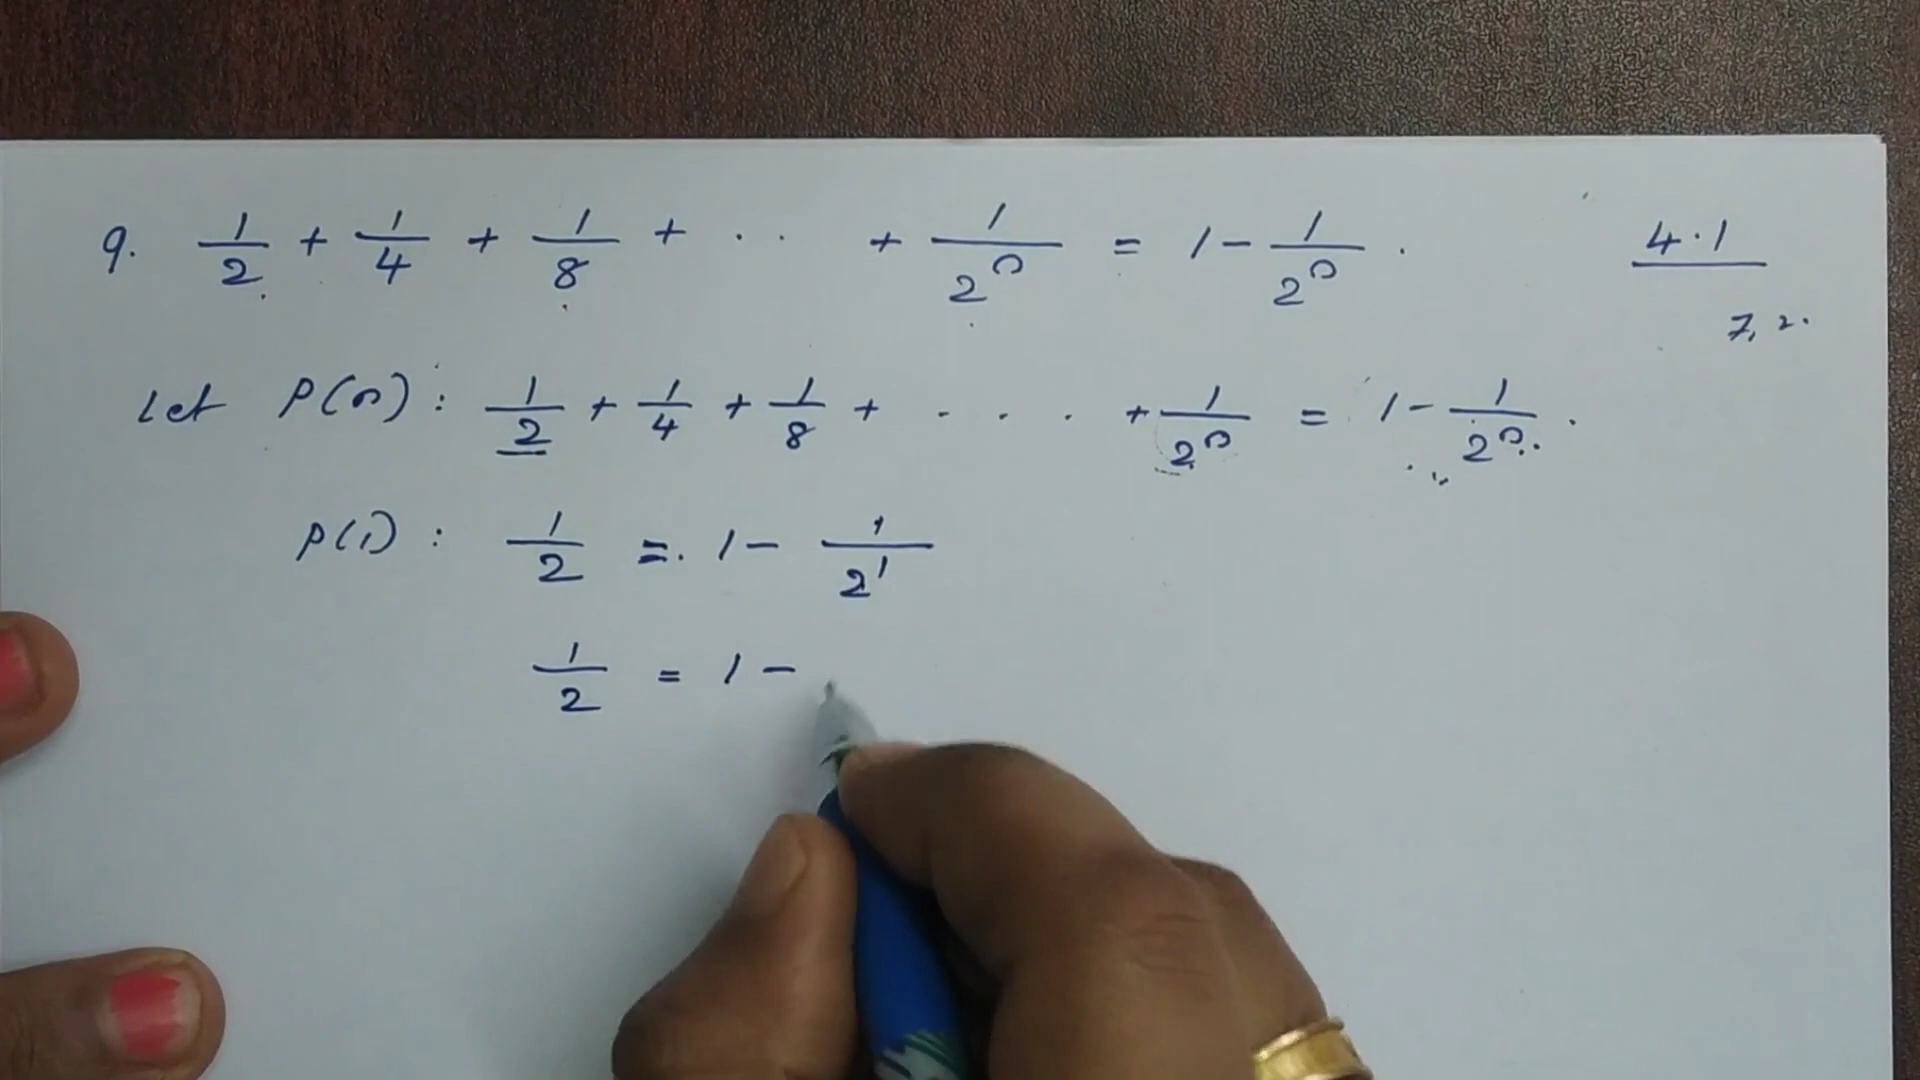 9. 1/2 + 1/4 + 1/8 + .. + 1/2^n = 1 - 1/2^n .
4.1
7, 2.
Let P(n) : 1/2 + 1/4 + 1/8 + . . . + 1/2^n = 1 - 1/2^n .
P(1) : 1/2 = 1 - 1/2^1
1/2 = 1 -